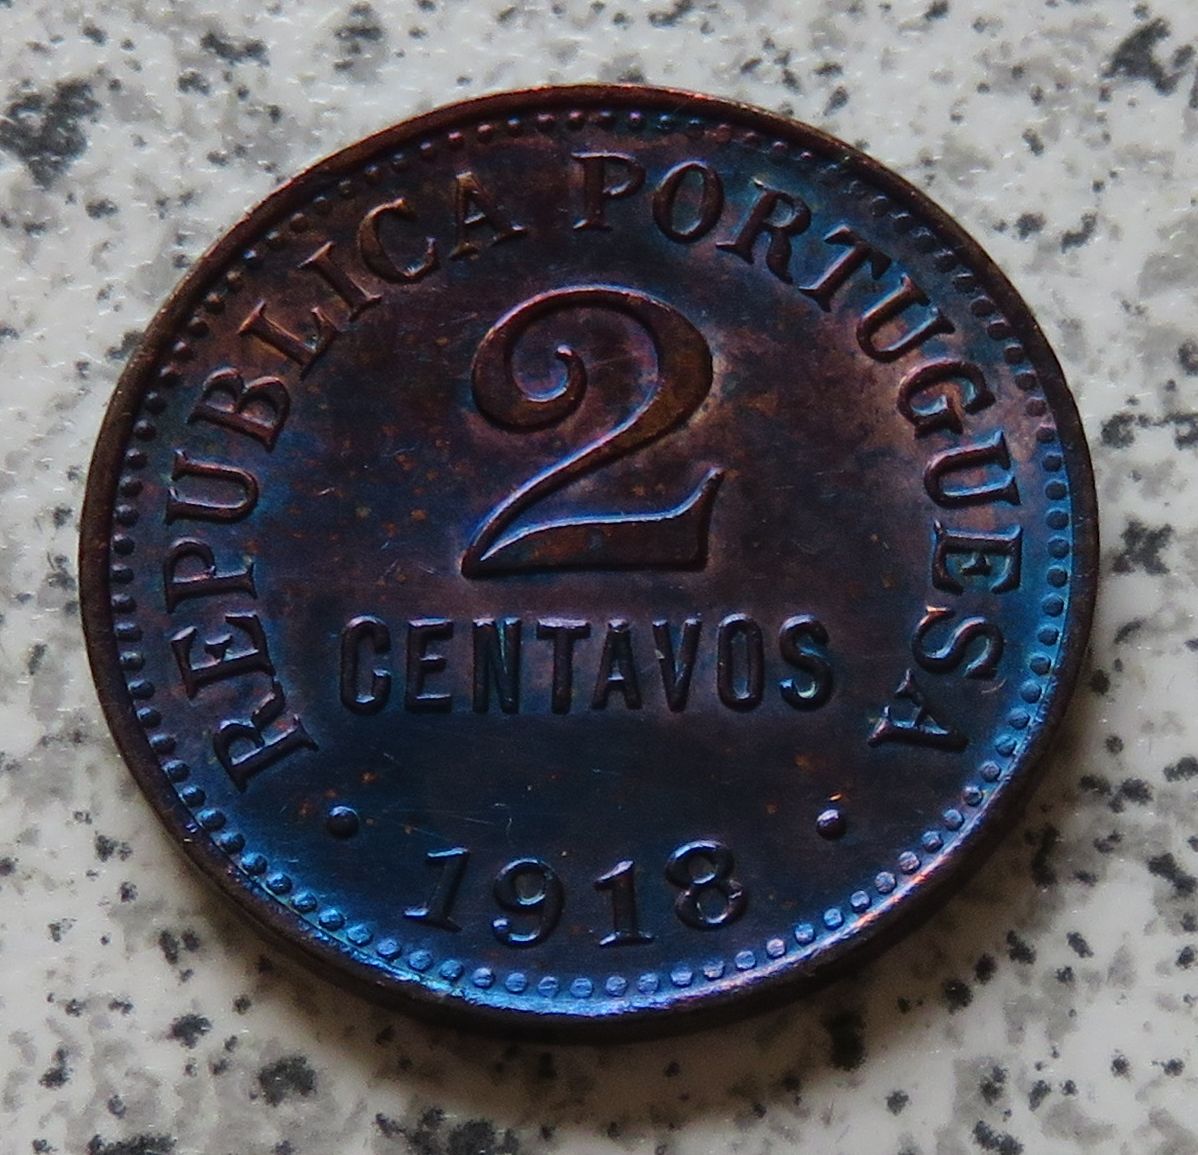 REPUBLICA PORTUGUESA
2
CENTAVOS
• 1918 •